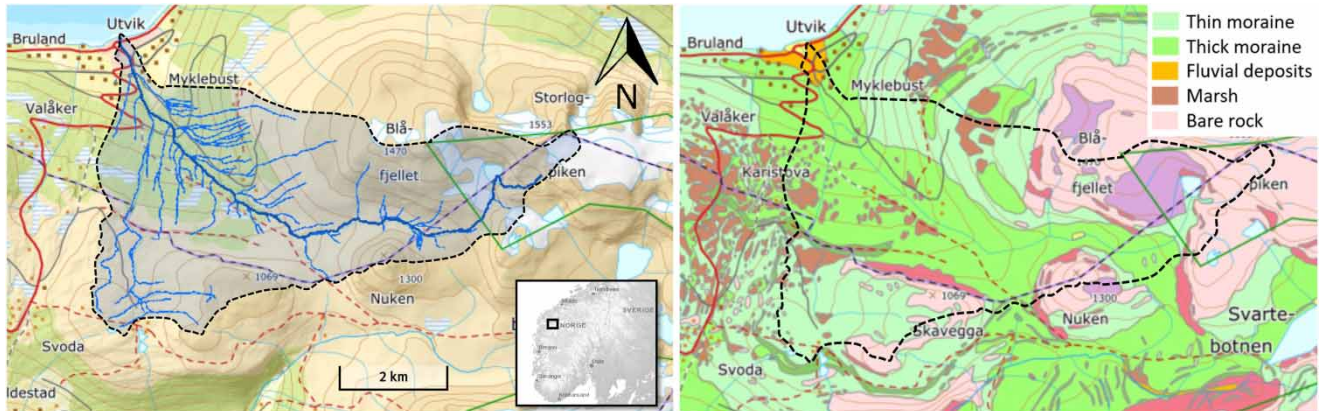 Utvik
Bruland
Myklebust
Valåker
Storlog-
1553
Blå-
1470
fjellet
piken
N
1069
1300
Nuken
Svoda
ldestad
2 km
NORGE
SVERIGE
Utvik
Bruland
Myklebust
Valåker
Karistova
Blå-
fjellet
piken
1069
1300
Skavegga
Nuken
Svarte-
botnen
Svoda
Thin moraine
Thick moraine
Fluvial deposits
Marsh
Bare rock